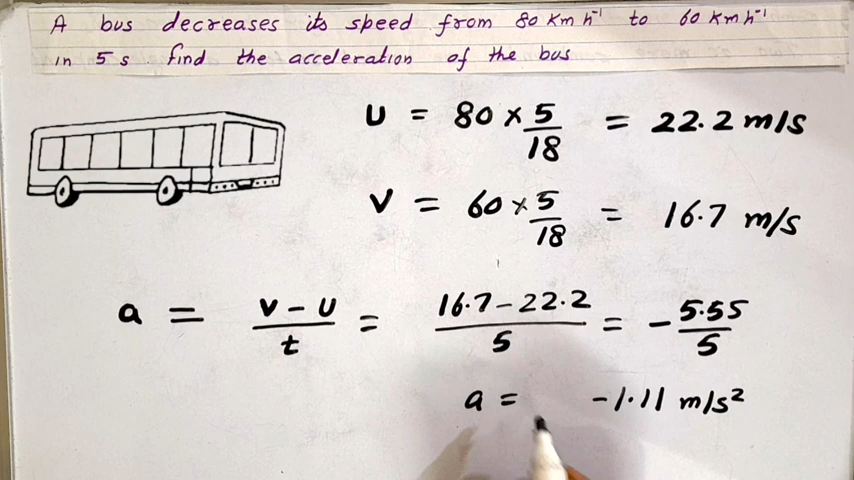 A bus decreases its speed from 80 km h⁻¹ to 60 km h⁻¹
in 5 s. find the acceleration of the bus
u = 80 × 5/18 = 22.2 m/s
v = 60 × 5/18 = 16.7 m/s
a = v - u / t = 16.7 - 22.2 / 5 = - 5.55 / 5
a = -1.11 m/s²